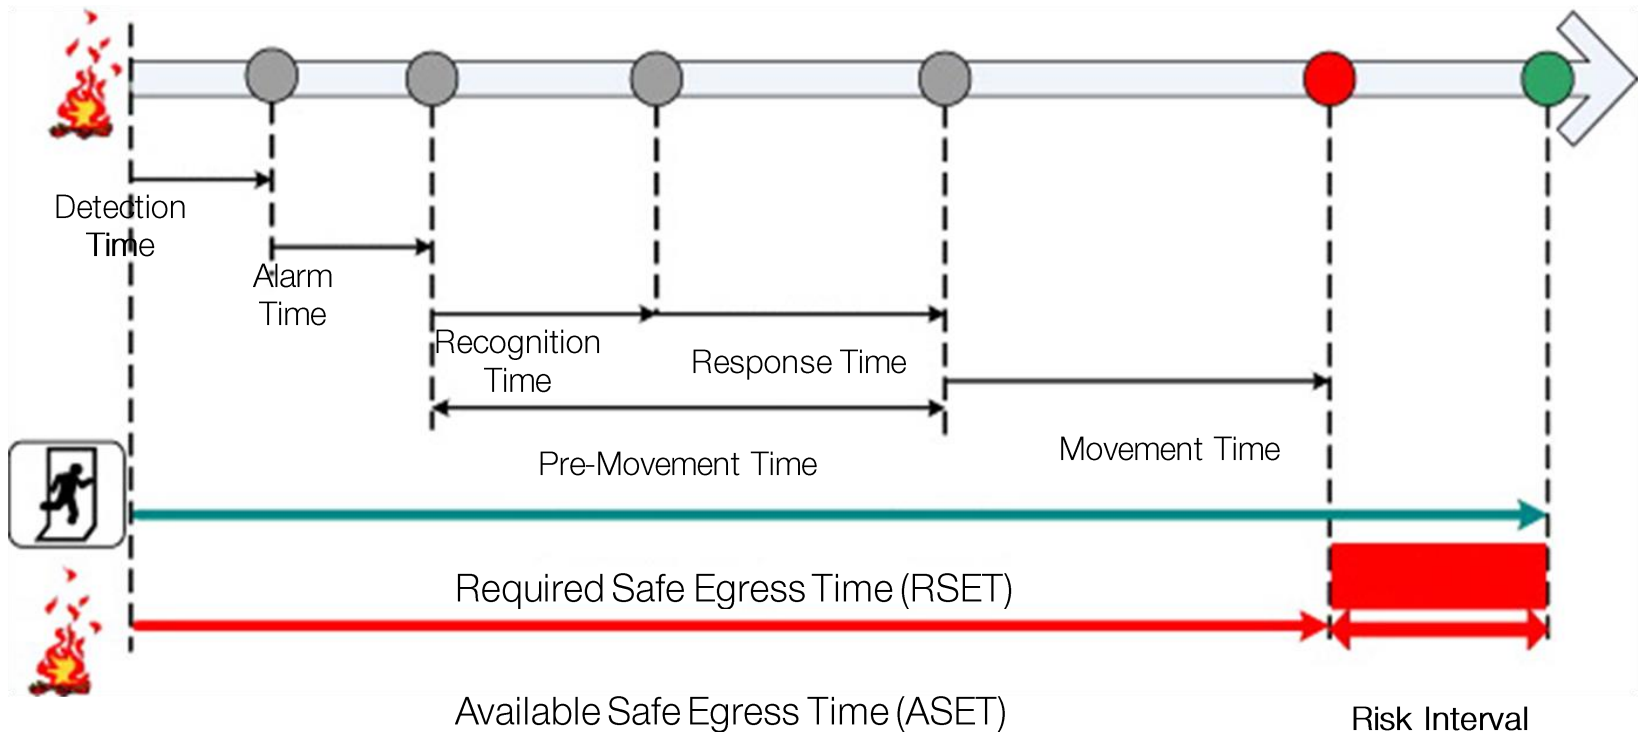 Detection
Time
Alarm
Time
Recognition
Time
Response Time
Movement Time
Pre-Movement Time
Required Safe Egress Time (RSET)
Available Safe Egress Time (ASET)
Risk Interval